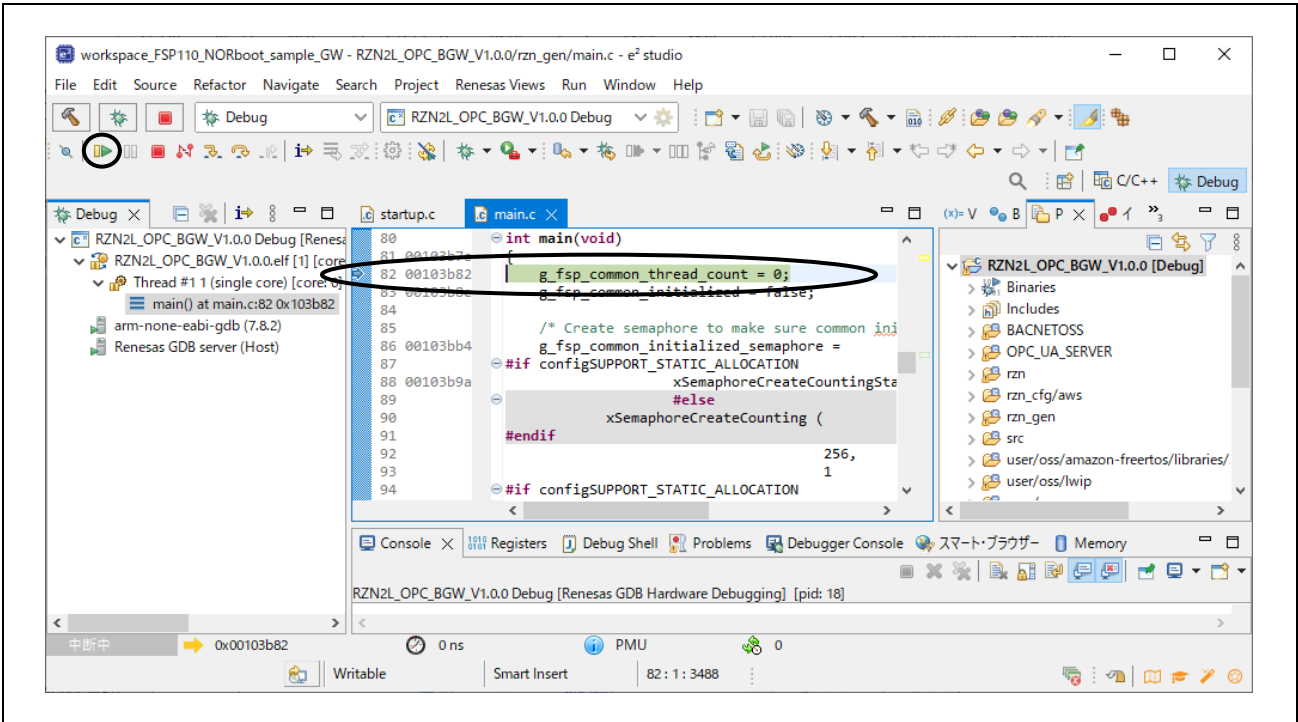 workspace_FSP110_NORboot_sample_GW - RZN2L_OPC_BGW_V1.0.0/rzn_gen/main.c - e² studio
File Edit Source Refactor Navigate Search Project Renesas Views Run Window Help
Debug RZN2L_OPC_BGW_V1.0.0 Debug
C/C++ Debug
Debug
RZN2L_OPC_BGW_V1.0.0 Debug [Renesa
RZN2L_OPC_BGW_V1.0.0.elf [1] [core
Thread #1 1 (single core) [core: 0]
main() at main.c:82 0x103b82
arm-none-eabi-gdb (7.8.2)
Renesas GDB server (Host)
startup.c main.c
80 int main(void)
81 00103b7e {
82 00103b82 g_fsp_common_thread_count = 0;
83 g_fsp_common_initialized = false;
84
85 /* Create semaphore to make sure common ini
86 00103bb4 g_fsp_common_initialized_semaphore =
87 #if configSUPPORT_STATIC_ALLOCATION
88 00103b9a xSemaphoreCreateCountingSta
89 #else
90 xSemaphoreCreateCounting (
91 #endif
92 256,
93 1
94 #if configSUPPORT_STATIC_ALLOCATION
(x)= V B P 3
RZN2L_OPC_BGW_V1.0.0 [Debug]
Binaries
Includes
BACNETOSS
OPC_UA_SERVER
rzn
rzn_cfg/aws
rzn_gen
src
user/oss/amazon-freertos/libraries/
user/oss/lwip
Console Registers Debug Shell Problems Debugger Console スマート・ブラウザー Memory
RZN2L_OPC_BGW_V1.0.0 Debug [Renesas GDB Hardware Debugging] [pid: 18]
中断中 0x00103b82 0 ns PMU 0
Writable Smart Insert 82 : 1 : 3488